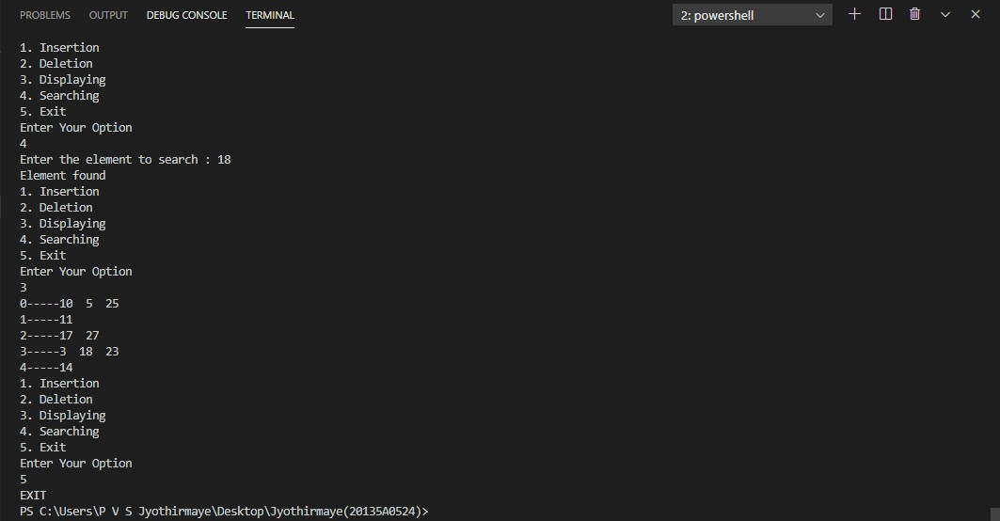 PROBLEMS OUTPUT DEBUG CONSOLE TERMINAL 2: powershell
1. Insertion
2. Deletion
3. Displaying
4. Searching
5. Exit
Enter Your Option
4
Enter the element to search : 18
Element found
1. Insertion
2. Deletion
3. Displaying
4. Searching
5. Exit
Enter Your Option
3
0-----10  5  25
1-----11
2-----17  27
3-----3  18  23
4-----14
1. Insertion
2. Deletion
3. Displaying
4. Searching
5. Exit
Enter Your Option
5
EXIT
PS C:\Users\P V S Jyothirmaye\Desktop\Jyothirmaye(20135A0524)>